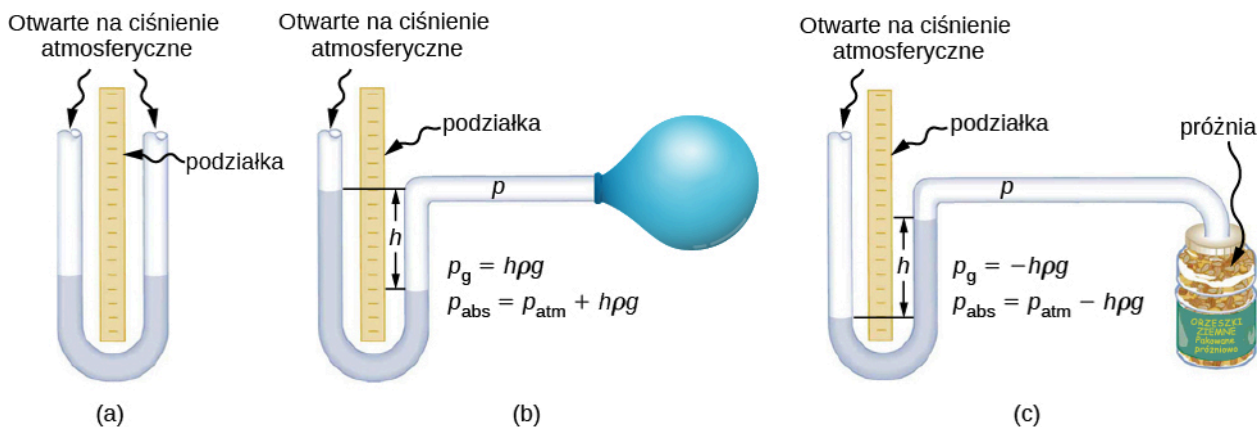 Otwarte na ciśnienie
atmosferyczne
podziałka
(a)
Otwarte na ciśnienie
atmosferyczne
podziałka
p
h
p_g = hρg
p_abs = p_atm + hρg
(b)
Otwarte na ciśnienie
atmosferyczne
podziałka
próżnia
p
h
p_g = −hρg
p_abs = p_atm − hρg
ORZESZKI
ZIEMNE
Pakowane
próżniowo
(c)